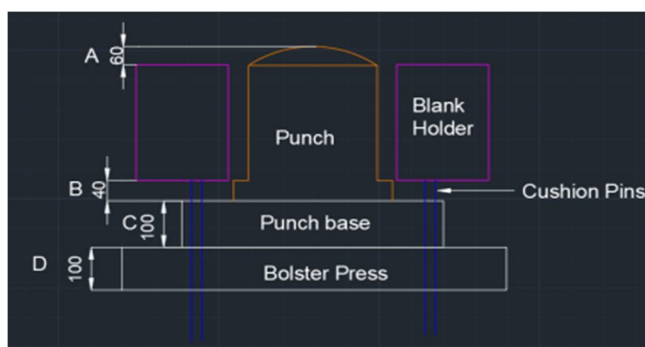 A
60
Punch
Blank
Holder
B
40
Cushion Pins
C
100
Punch base
D
100
Bolster Press